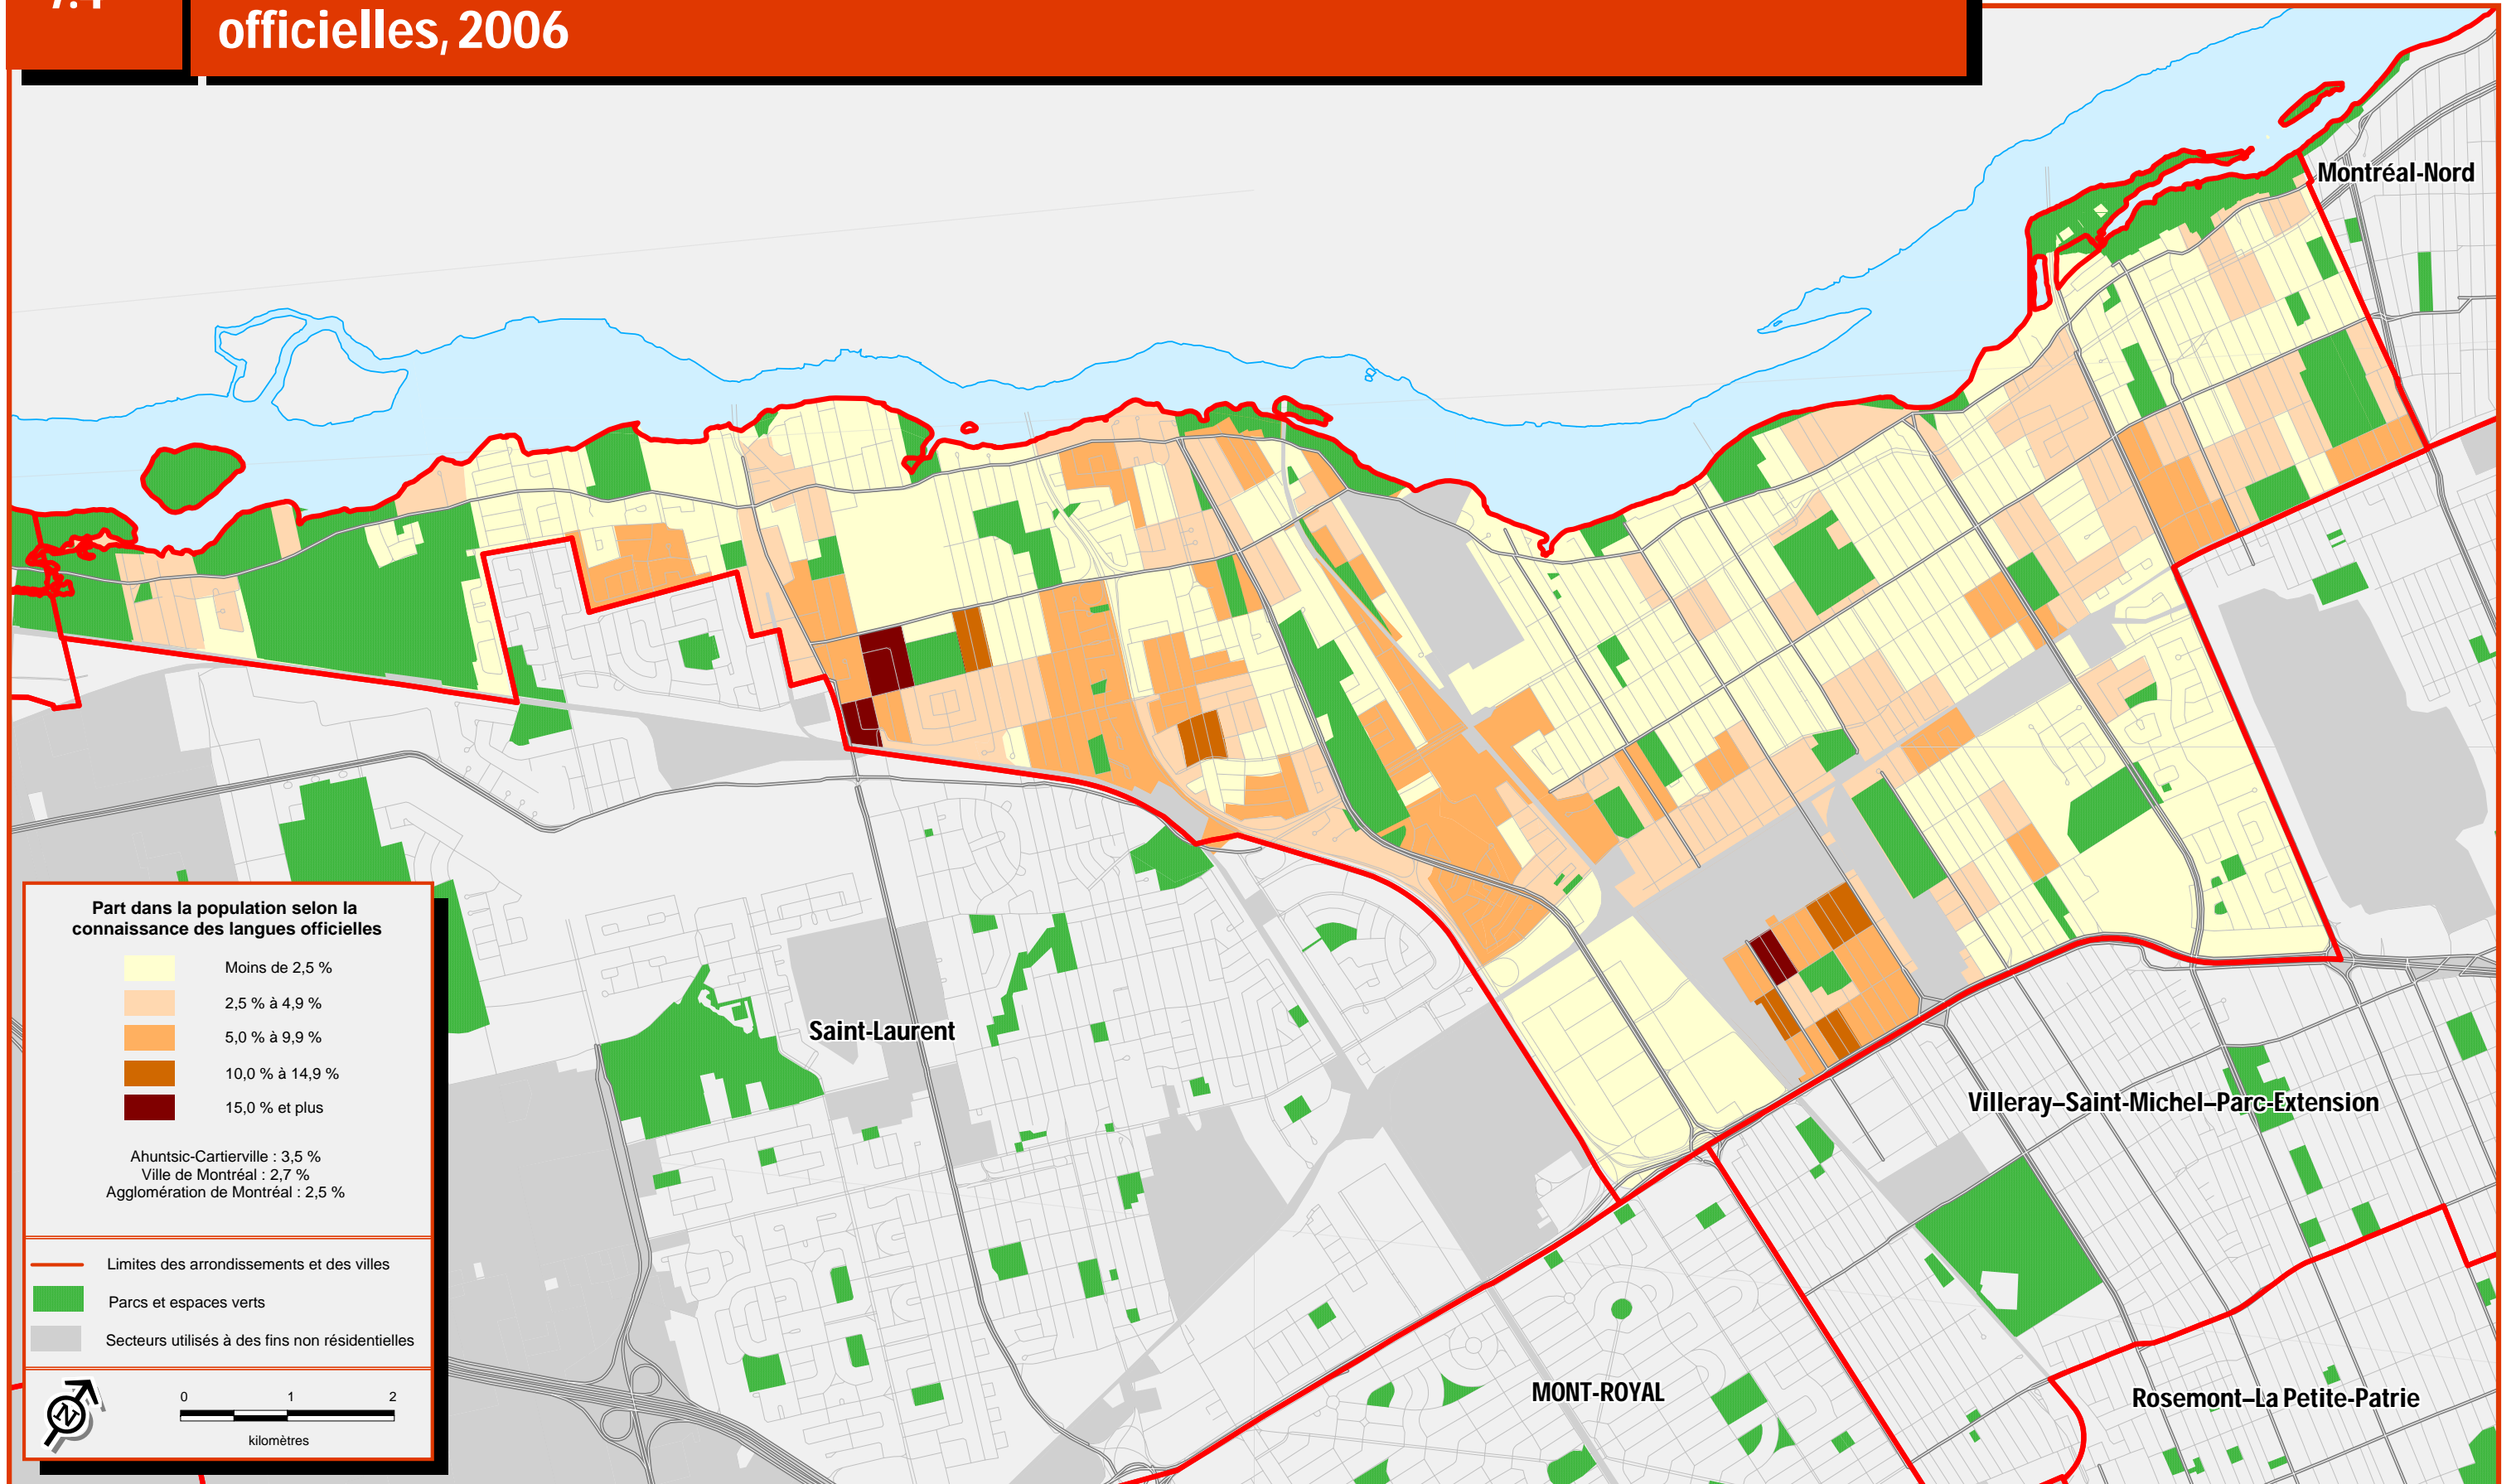 officielles, 2006
Montréal-Nord
Saint-Laurent
Villeray–Saint-Michel–Parc-Extension
MONT-ROYAL
Rosemont–La Petite-Patrie
Part dans la population selon la
connaissance des langues officielles
Moins de 2,5 %
2,5 % à 4,9 %
5,0 % à 9,9 %
10,0 % à 14,9 %
15,0 % et plus
Ahuntsic-Cartierville : 3,5 %
Ville de Montréal : 2,7 %
Agglomération de Montréal : 2,5 %
Limites des arrondissements et des villes
Parcs et espaces verts
Secteurs utilisés à des fins non résidentielles
N
0 1 2
kilomètres